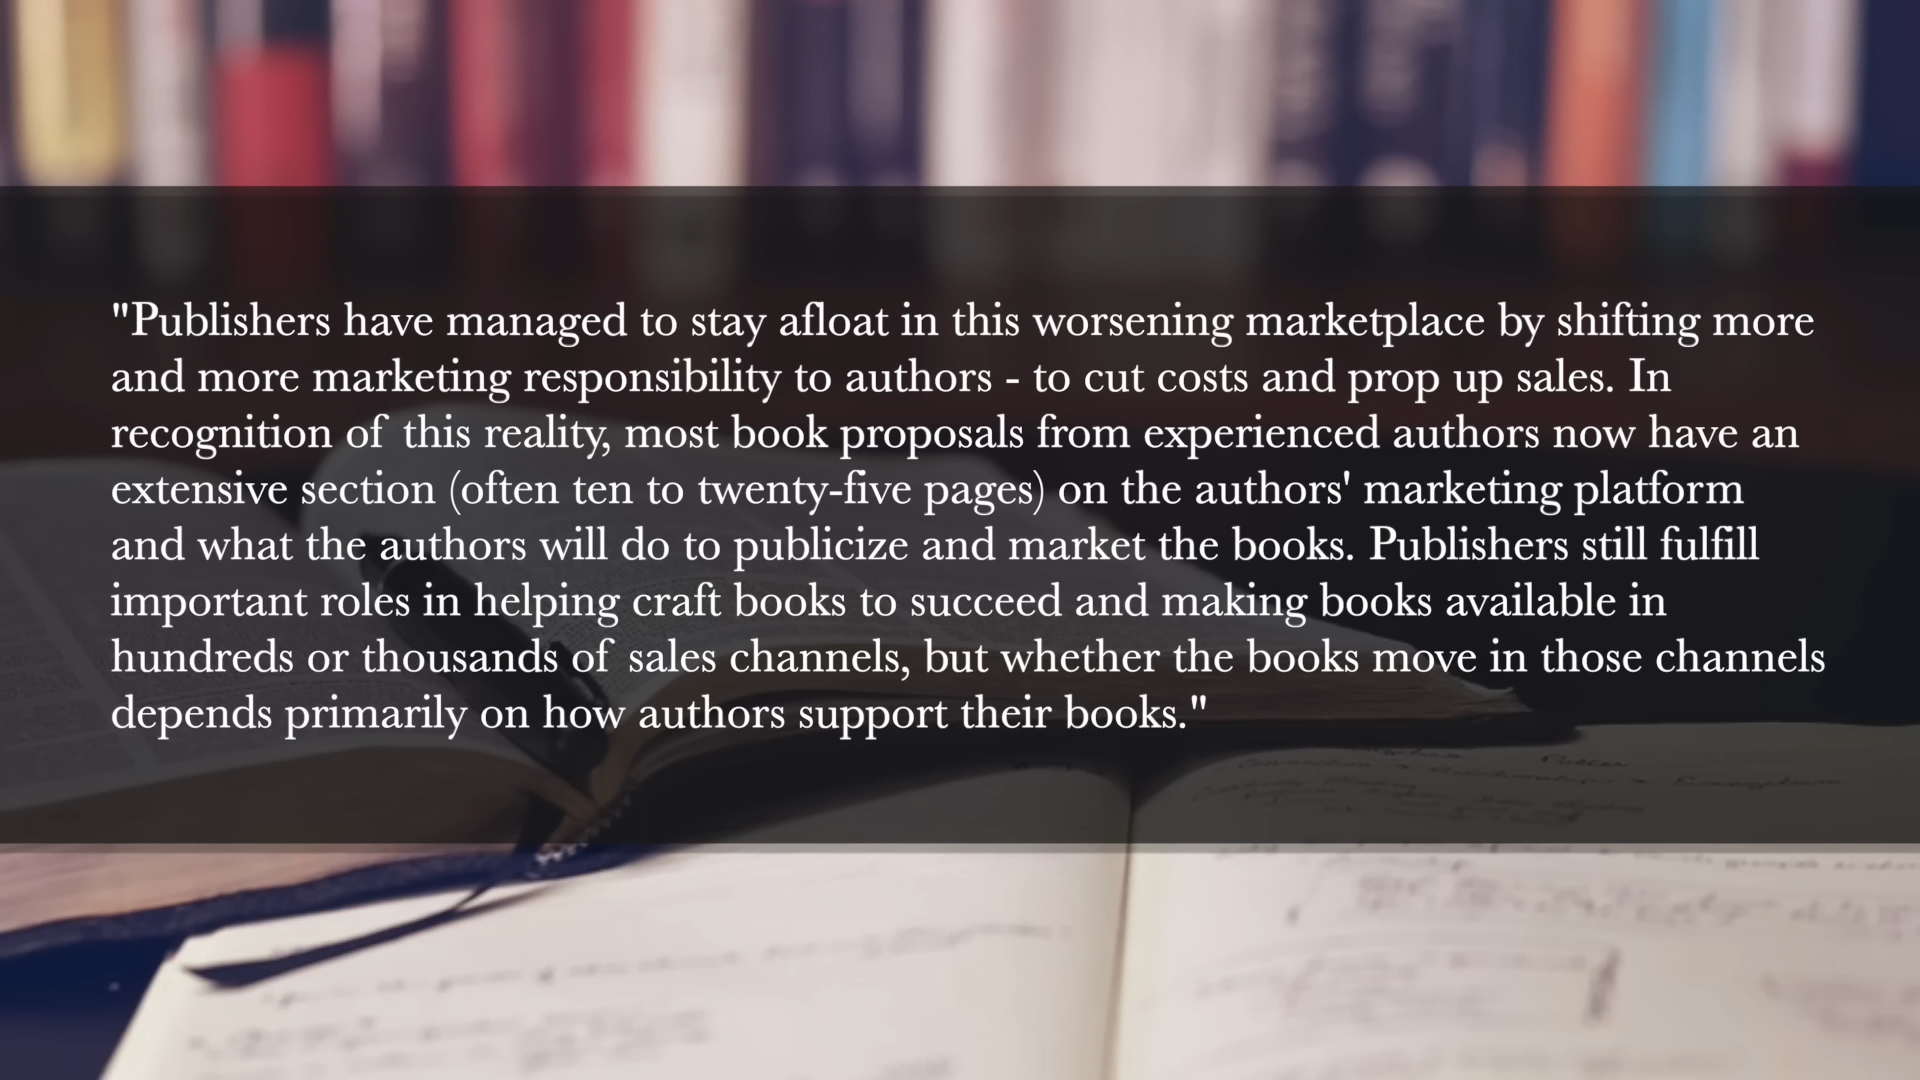 "Publishers have managed to stay afloat in this worsening marketplace by shifting more
and more marketing responsibility to authors - to cut costs and prop up sales. In
recognition of this reality, most book proposals from experienced authors now have an
extensive section (often ten to twenty-five pages) on the authors' marketing platform
and what the authors will do to publicize and market the books. Publishers still fulfill
important roles in helping craft books to succeed and making books available in
hundreds or thousands of sales channels, but whether the books move in those channels
depends primarily on how authors support their books."